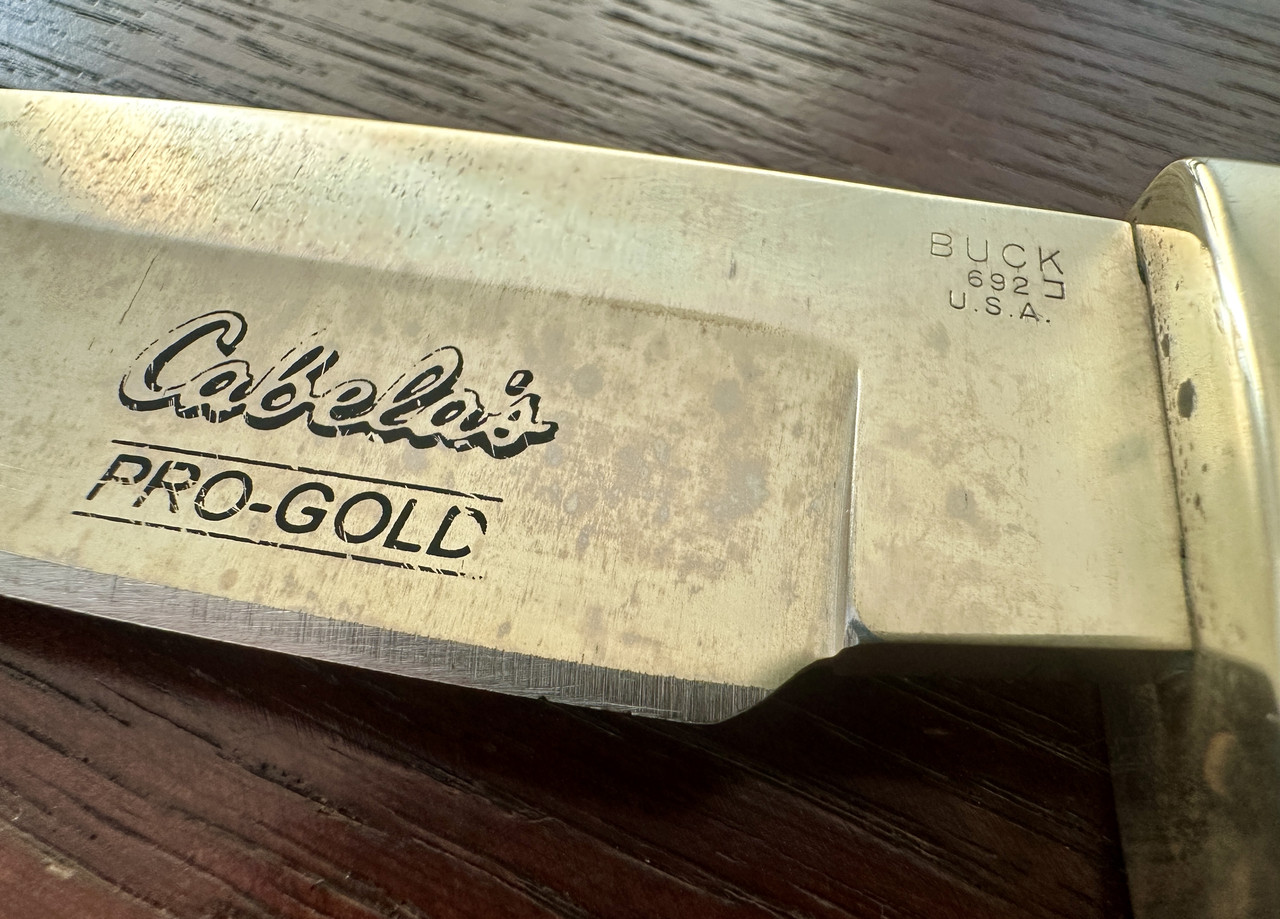 Cabela's
PRO-GOLD
BUCK
692
U.S.A.